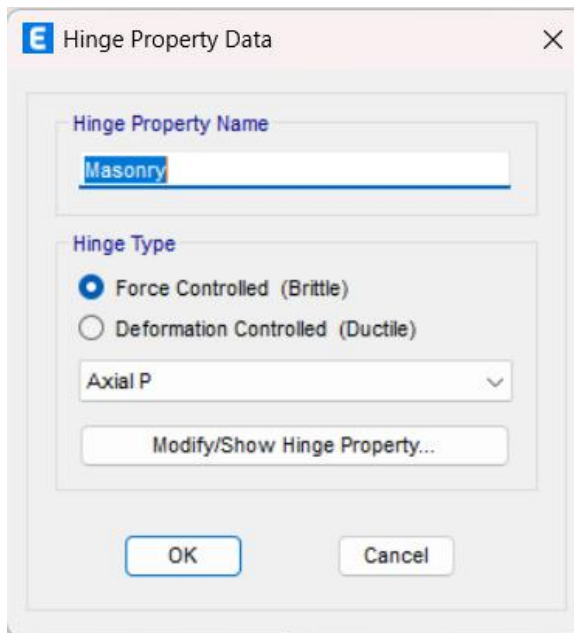 E Hinge Property Data
Hinge Property Name
Masonry
Hinge Type
Force Controlled (Brittle)
Deformation Controlled (Ductile)
Axial P
Modify/Show Hinge Property...
OK Cancel